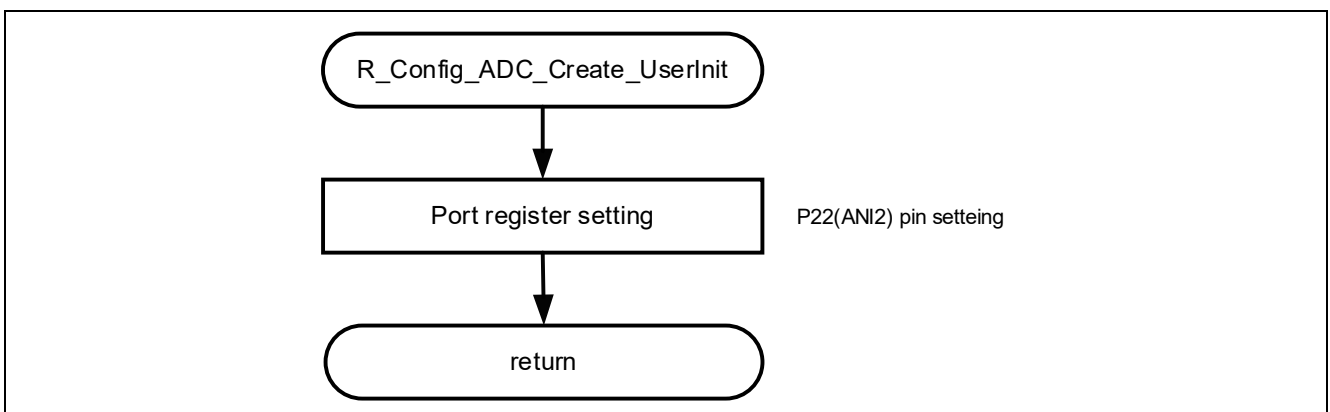 R_Config_ADC_Create_UserInit
Port register setting
P22(ANI2) pin setteing
return